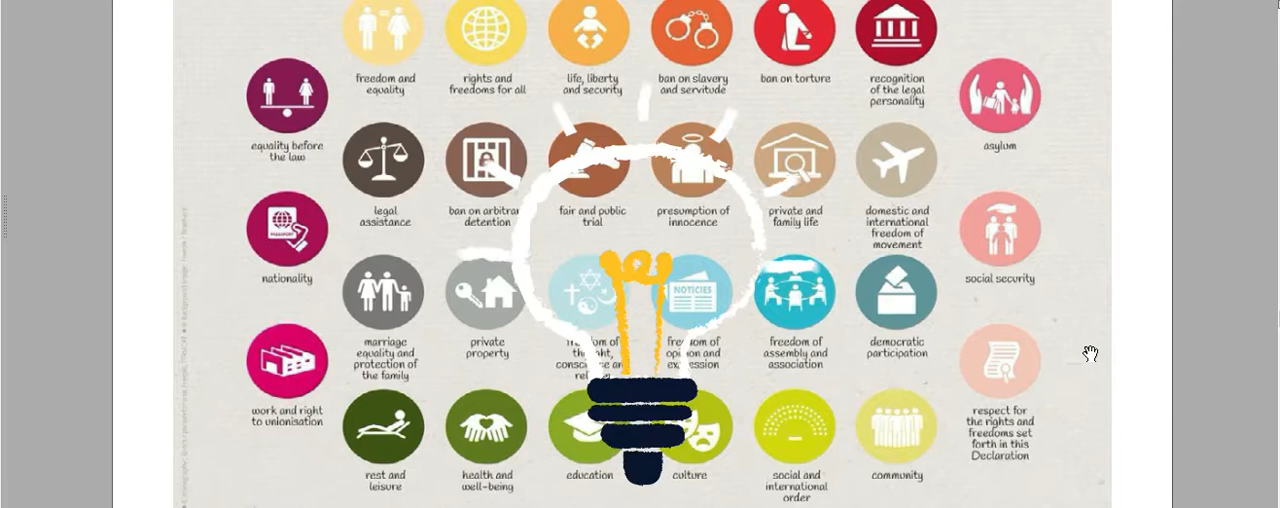 freedom and
equality
rights and
freedoms for all
life, liberty
and security
ban on slavery
and servitude
ban on torture
recognition
of the legal
personality
equality before
the law
asylum
legal
assistance
ban on arbitrar
detention
fair and public
trial
presumption of
innocence
private and
family life
domestic and
international
freedom of
movement
PASSPORT
nationality
social security
NOTICIES
marriage
equality and
protection of
the family
private
property
of
opinion and
freedom of
assembly and
association
democratic
participation
work and right
to unionisation
respect for
the rights and
freedoms set
forth in this
Declaration
rest and
leisure
health and
well-being
education
culture
social and
international
order
community